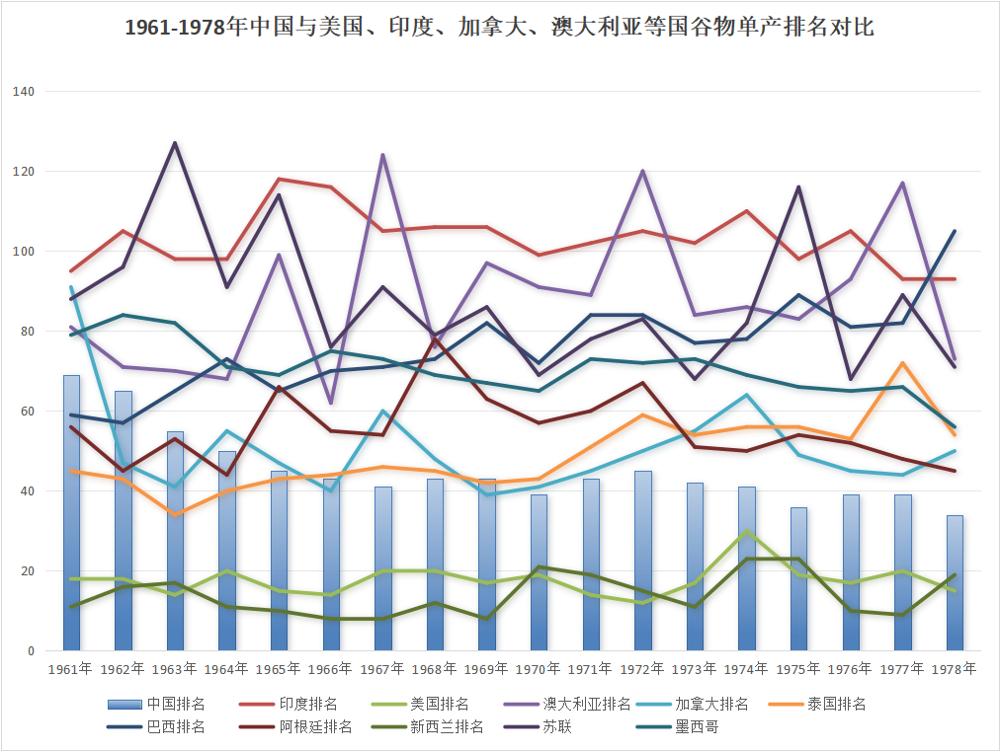 1961-1978年中国与美国、印度、加拿大、澳大利亚等国谷物单产排名对比
140
120
100
80
60
40
20
0
1961年 1962年 1963年 1964年 1965年 1966年 1967年 1968年 1969年 1970年 1971年 1972年 1973年 1974年 1975年 1976年 1977年 1978年
中国排名 印度排名 美国排名 澳大利亚排名 加拿大排名 泰国排名
巴西排名 阿根廷排名 新西兰排名 苏联 墨西哥